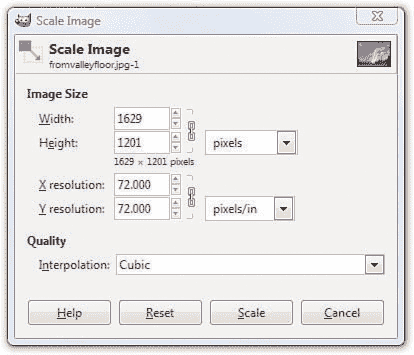 Scale Image
Scale Image
fromvalleyfloor.jpg-1
Image Size
Width: 1629
Height: 1201 pixels
1629 × 1201 pixels
X resolution: 72.000
Y resolution: 72.000 pixels/in
Quality
Interpolation: Cubic
Help Reset Scale Cancel